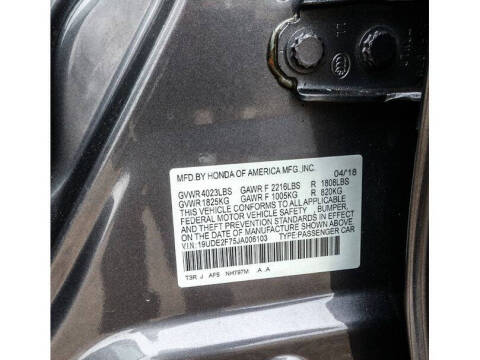 MFD.BY HONDA OF AMERICA MFG.,INC. 04/18
GVWR 4023LBS GAWR F 2216LBS R 1808LBS
GVWR 1825KG GAWR F 1005KG R 820KG
THIS VEHICLE CONFORMS TO ALL APPLICABLE
FEDERAL MOTOR VEHICLE SAFETY BUMPER,
AND THEFT PREVENTION STANDARDS IN EFFECT
ON THE DATE OF MANUFACTURE SHOWN ABOVE.
V.I.N: 19UDE2F75JA006103 TYPE:PASSENGER CAR
T3R J AF5 NH797M A A